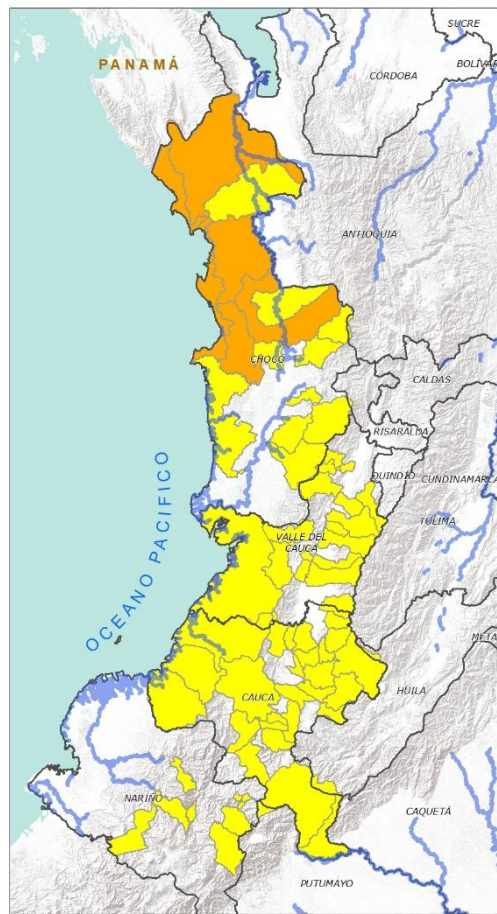 SUCRE
PANAMÁ
BOLÍVAR
CÓRDOBA
ANTIOQUIA
CHOCÓ
CALDAS
RISARALDA
QUINDÍO
CUNDINAMARCA
TOLIMA
VALLE DEL
CAUCA
OCEANO PACIFICO
META
HUILA
CAUCA
NARIÑO
CAQUETÁ
PUTUMAYO